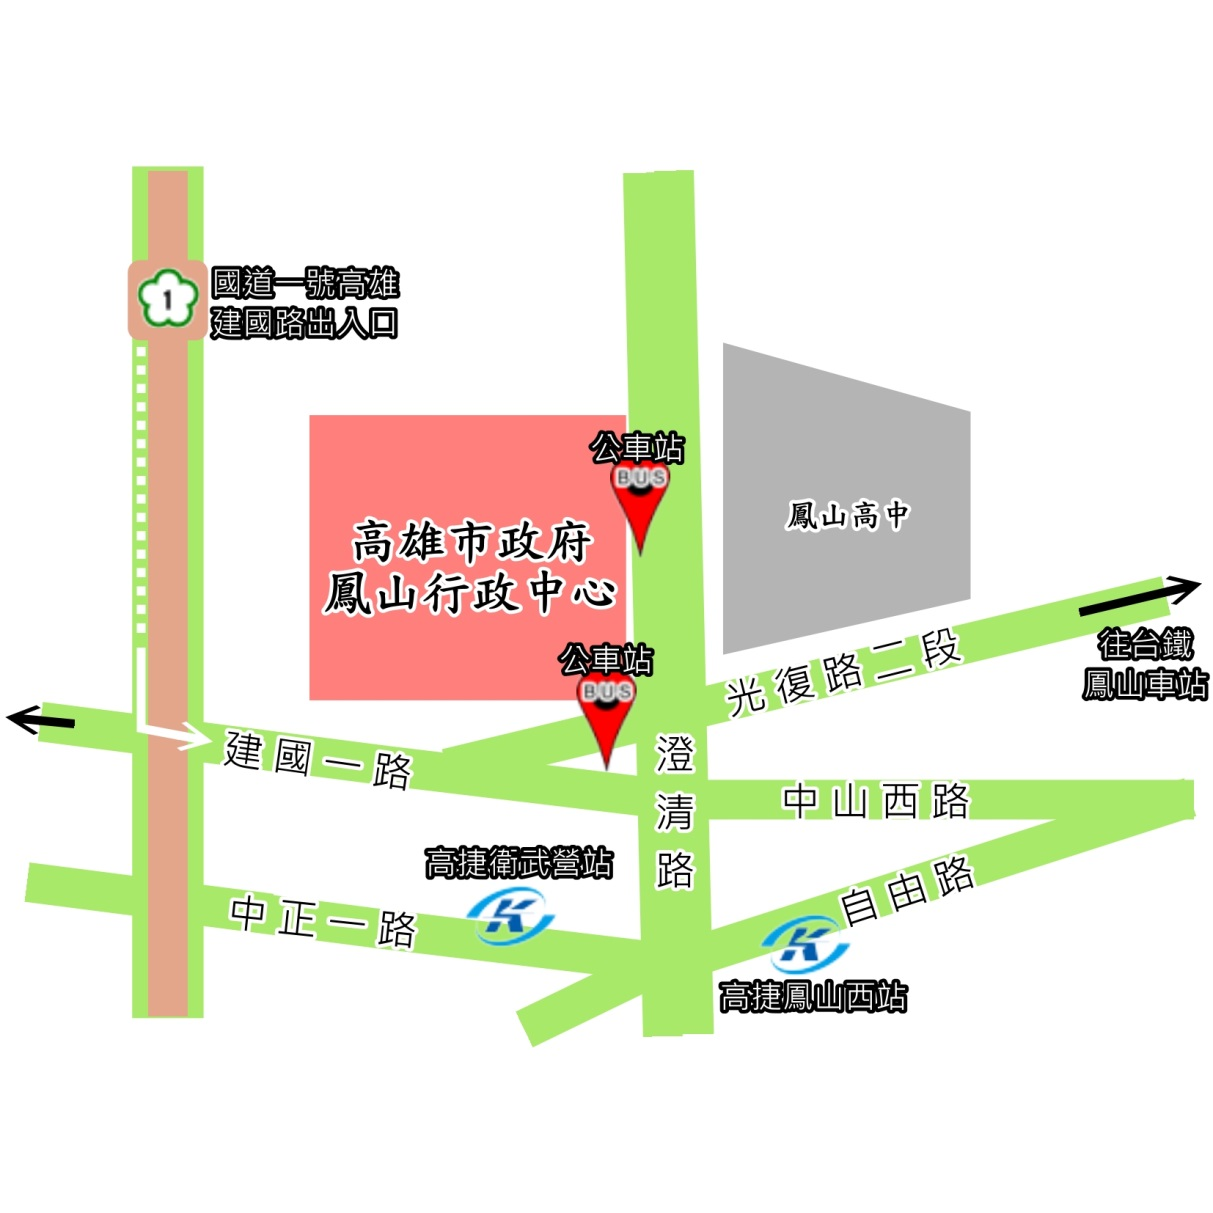 1
國道一號高雄
建國路出入口
公車站
BUS
鳳山高中
高雄市政府
鳳山行政中心
往台鐵
鳳山車站
公車站
BUS
光復路二段
建國一路
澄清路
中山西路
高捷衛武營站
K
自由路
中正一路
K
高捷鳳山西站